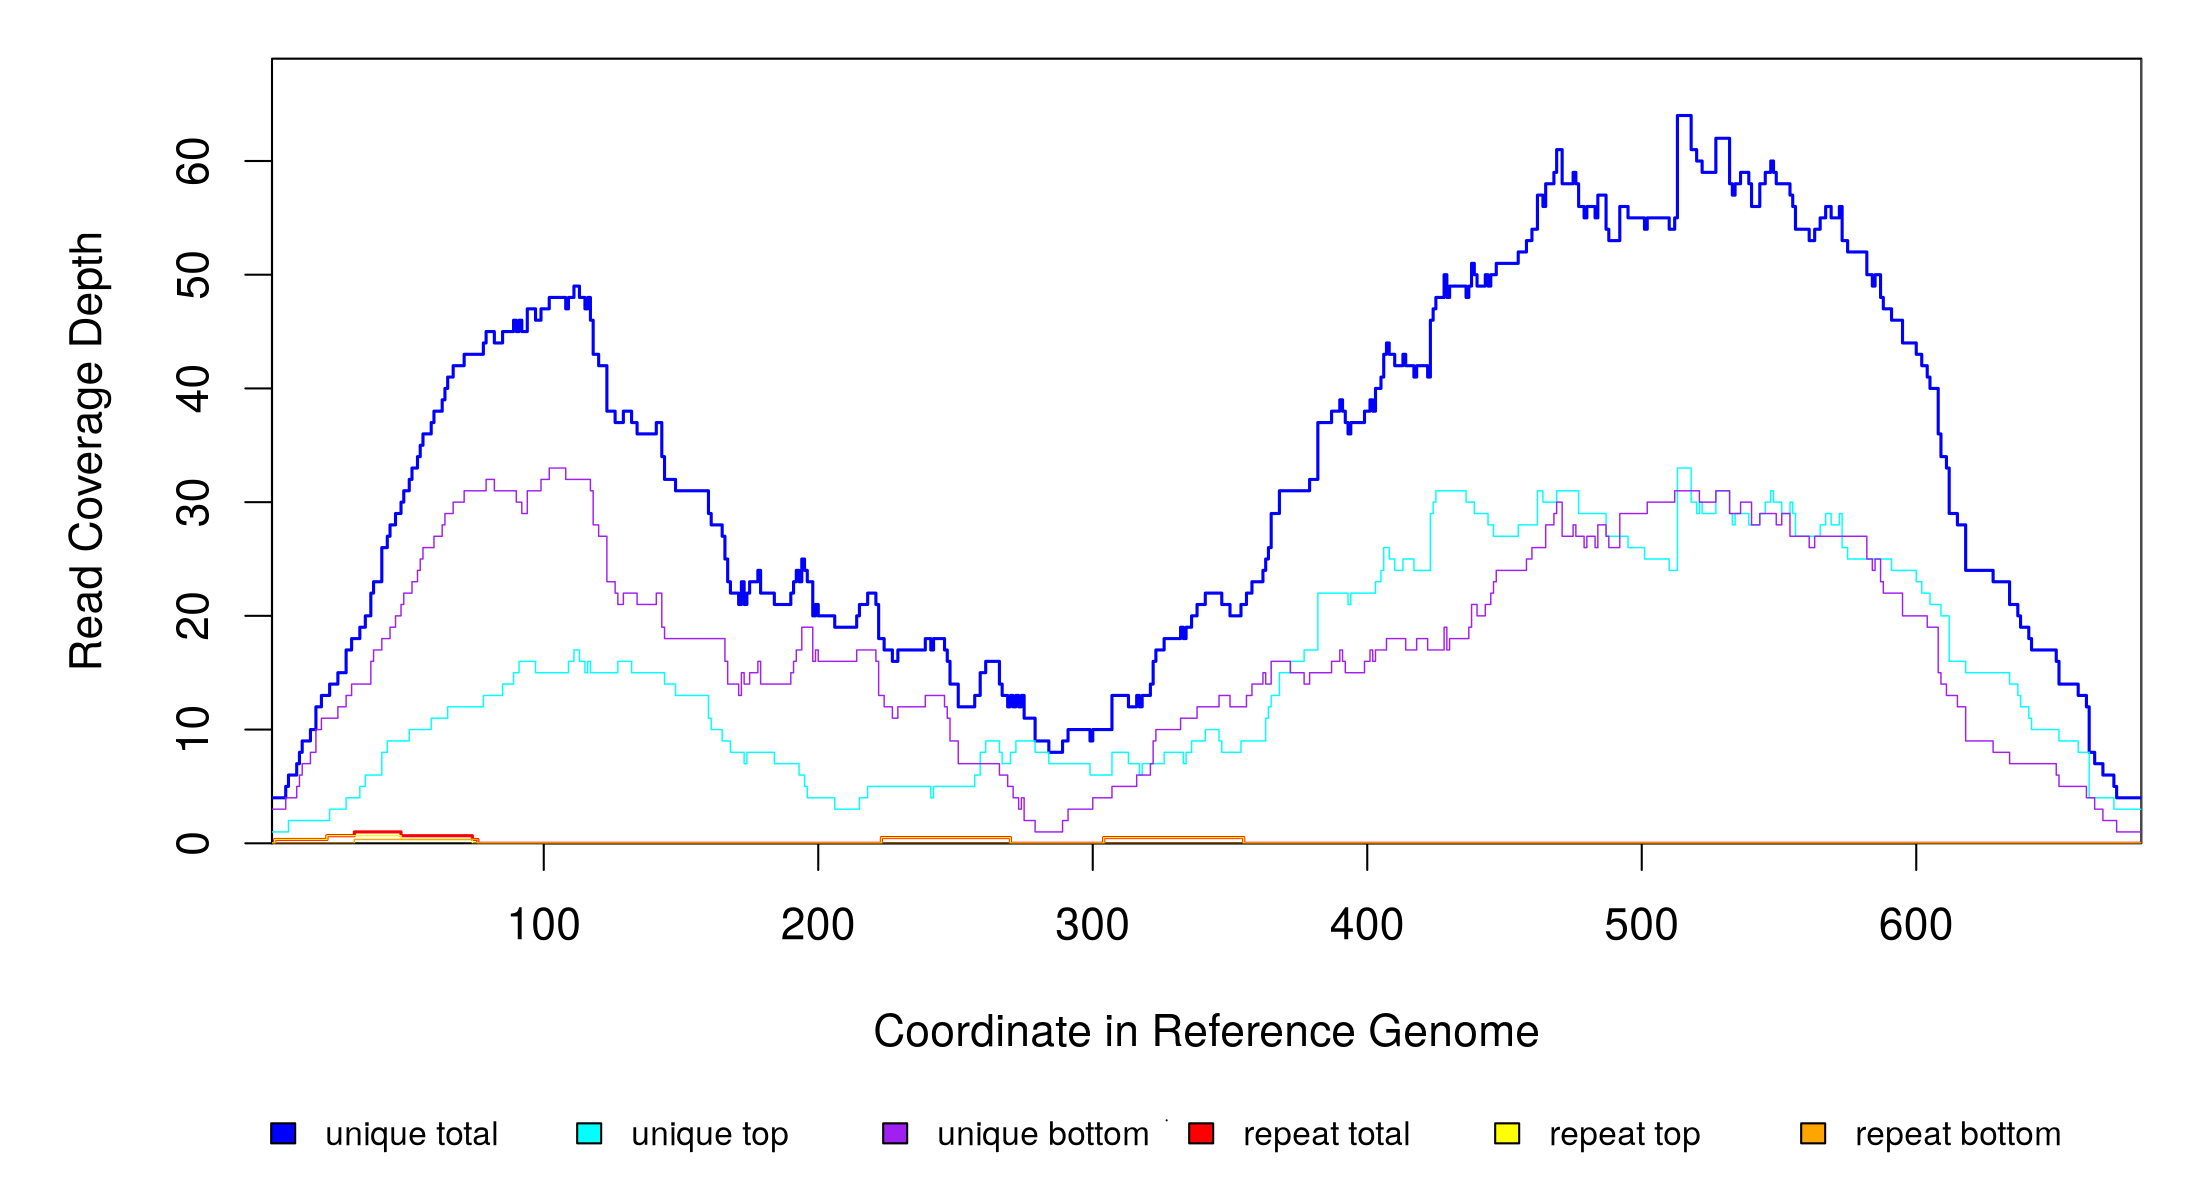 Read Coverage Depth
60
50
40
30
20
10
0
100 200 300 400 500 600
Coordinate in Reference Genome
unique total unique top unique bottom repeat total repeat top repeat bottom